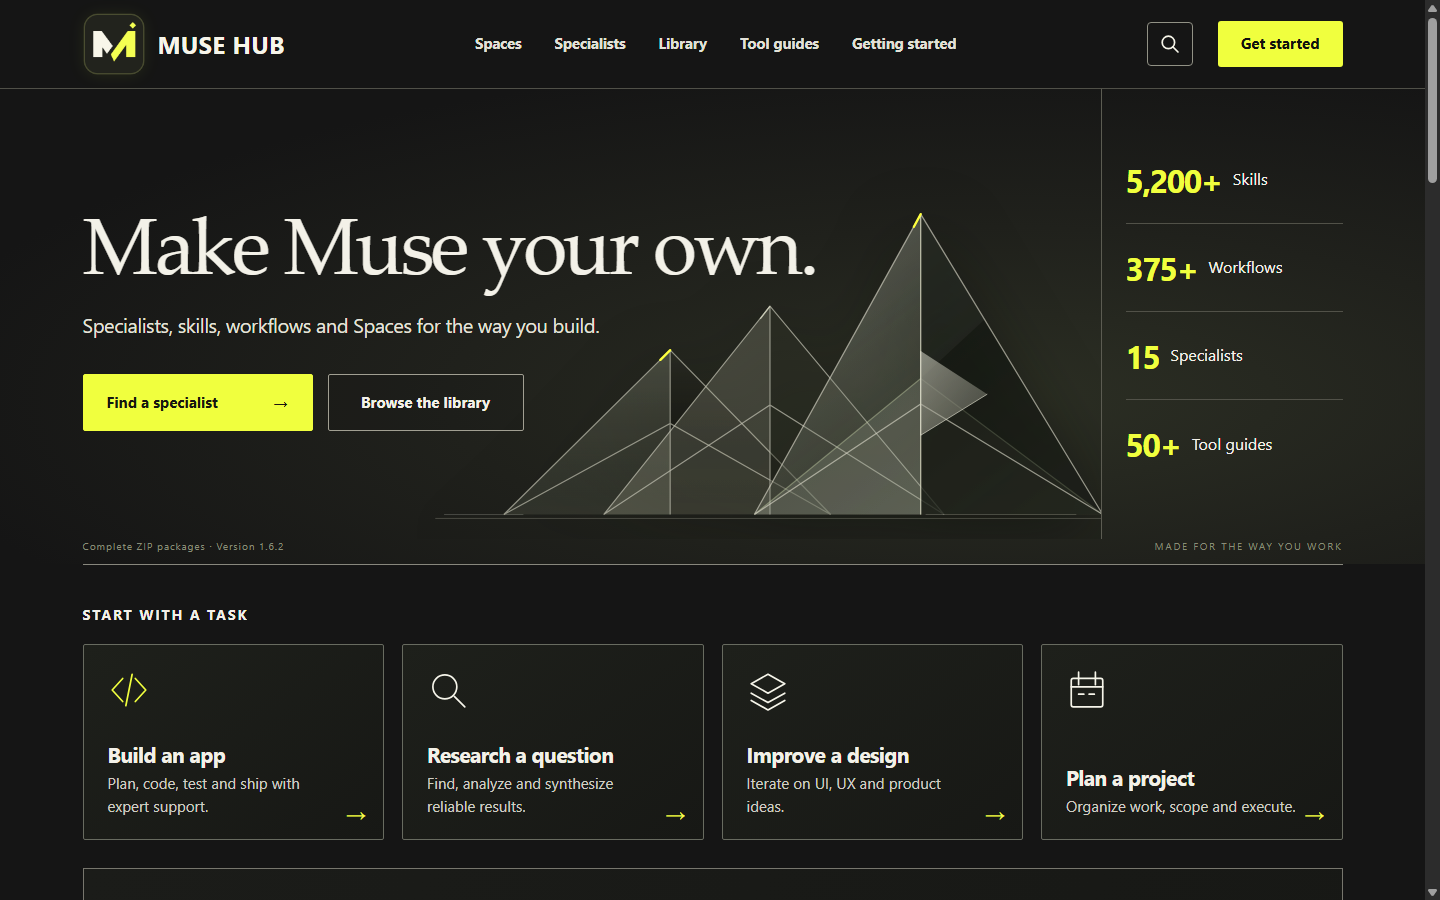 MUSE HUB
Spaces
Specialists
Library
Tool guides
Getting started
Get started
Make Muse your own.
Specialists, skills, workflows and Spaces for the way you build.
Find a specialist →
Browse the library
5,200+ Skills
375+ Workflows
15 Specialists
50+ Tool guides
Complete ZIP packages · Version 1.6.2
MADE FOR THE WAY YOU WORK
START WITH A TASK
Build an app
Plan, code, test and ship with
expert support.
→
Research a question
Find, analyze and synthesize
reliable results.
→
Improve a design
Iterate on UI, UX and product
ideas.
→
Plan a project
Organize work, scope and execute.
→